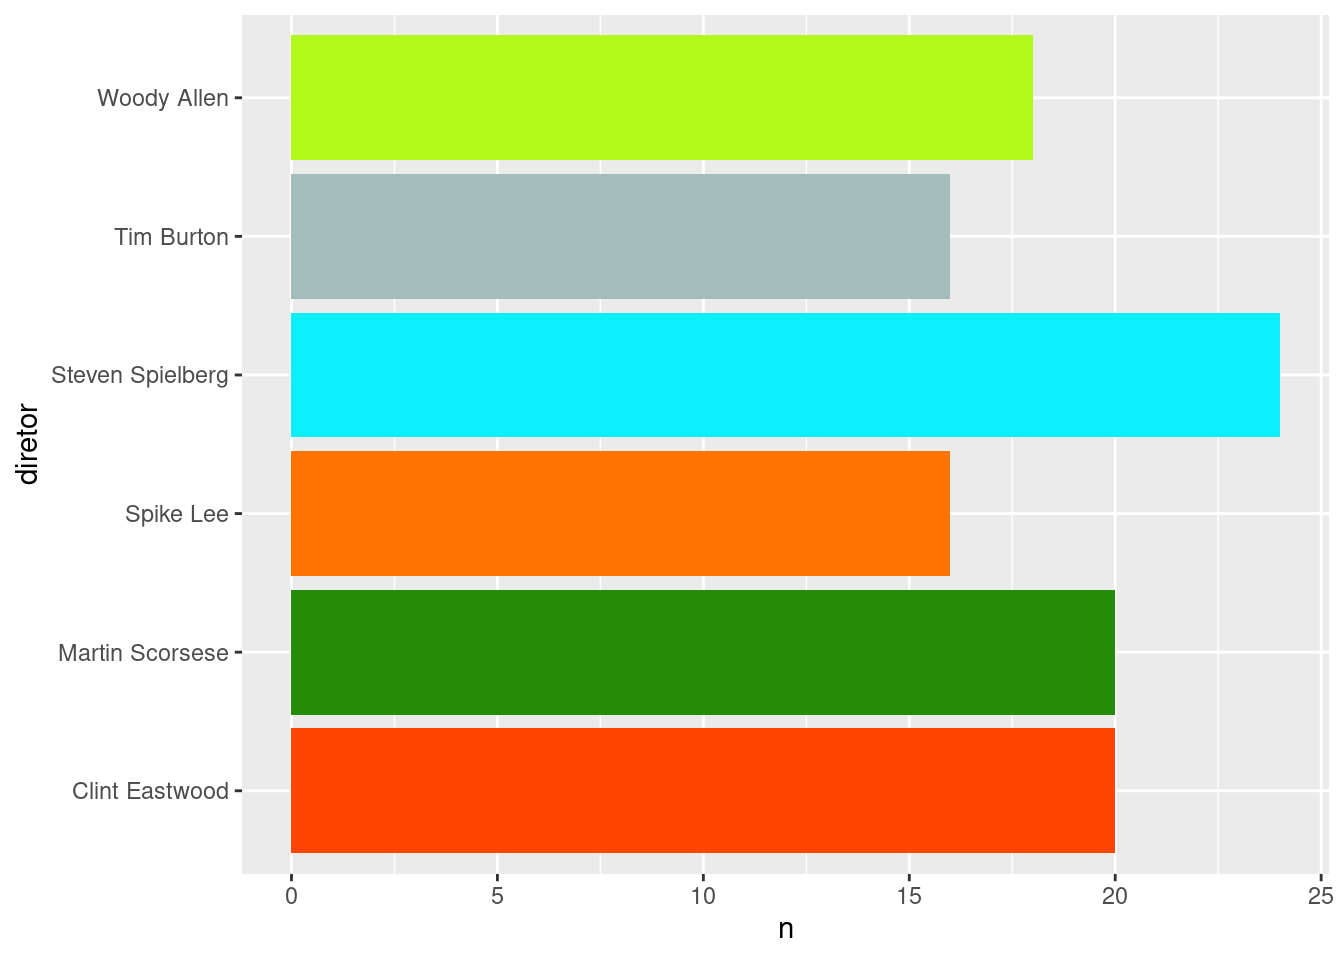 Woody Allen
Tim Burton
Steven Spielberg
Spike Lee
Martin Scorsese
Clint Eastwood
diretor
0 5 10 15 20 25
n